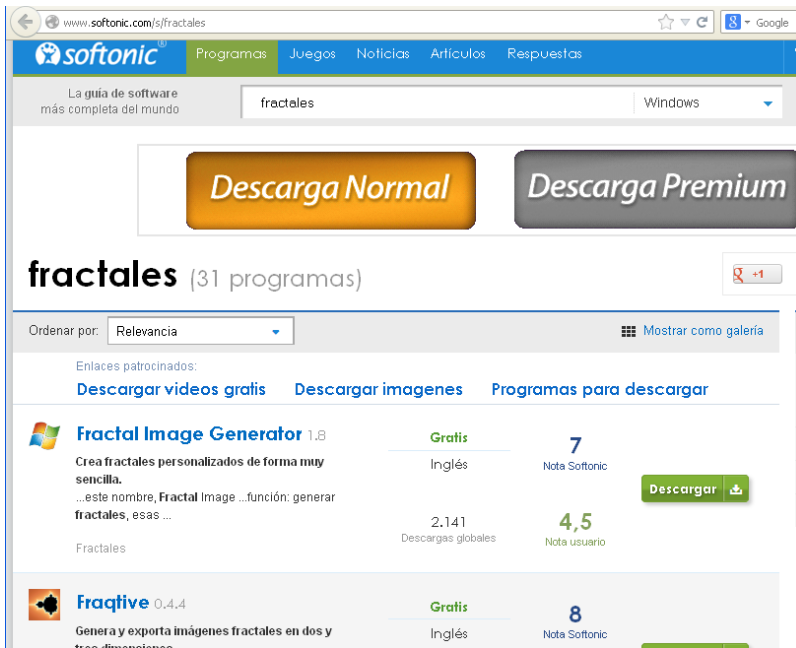 www.softonic.com/s/fractales
Google
softonic®
Programas Juegos Noticias Artículos Respuestas
La guía de software
más completa del mundo
fractales
Windows
Descarga Normal
Descarga Premium
fractales (31 programas)
+1
Ordenar por: Relevancia
Mostrar como galería
Enlaces patrocinados:
Descargar videos gratis Descargar imagenes Programas para descargar
Fractal Image Generator 1.8
Crea fractales personalizados de forma muy
sencilla.
...este nombre, Fractal Image ...función: generar
fractales, esas ...
Fractales
Gratis
Inglés
2.141
Descargas globales
7
Nota Softonic
4,5
Nota usuario
Descargar
Fraqtive 0.4.4
Genera y exporta imágenes fractales en dos y
tres dimensiones
Gratis
Inglés
8
Nota Softonic